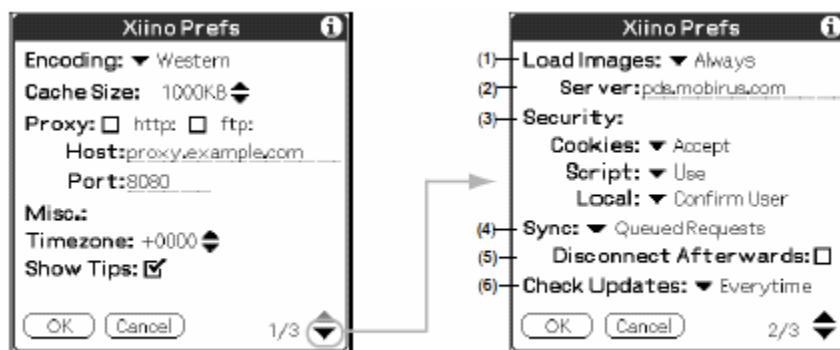 Xiino Prefs
Encoding: Western
Cache Size: 1000KB
Proxy: http: ftp:
Host:proxy.example.com
Port:8080
Misc.:
Timezone: +0000
Show Tips:
OK Cancel 1/3
Xiino Prefs
(1) Load Images: Always
(2) Server:pds.mobirus.com
(3) Security:
Cookies: Accept
Script: Use
Local: Confirm User
(4) Sync: Queued Requests
(5) Disconnect Afterwards:
(6) Check Updates: Everytime
OK Cancel 2/3